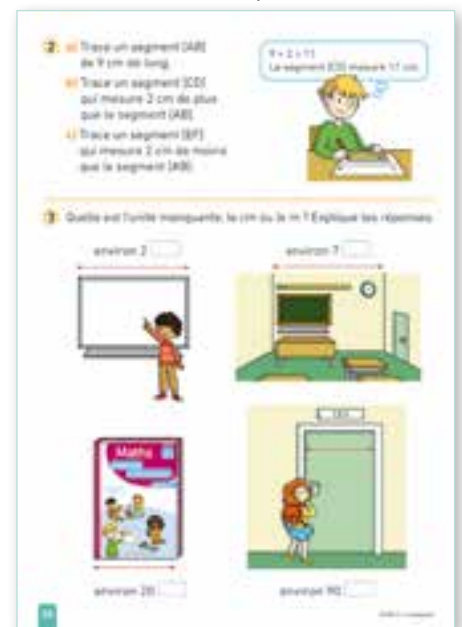 2 a) Trace un segment [AB]
de 9 cm de long.
b) Trace un segment [CD]
qui mesure 2 cm de plus
que le segment [AB].
c) Trace un segment [EF]
qui mesure 2 cm de moins
que le segment [AB].
9 + 2 = 11
Le segment [CD] mesure 11 cm.
3 Quelle est l'unité manquante, le cm ou le m ? Explique tes réponses.
environ 2
environ 7
Maths
environ 20
environ 90